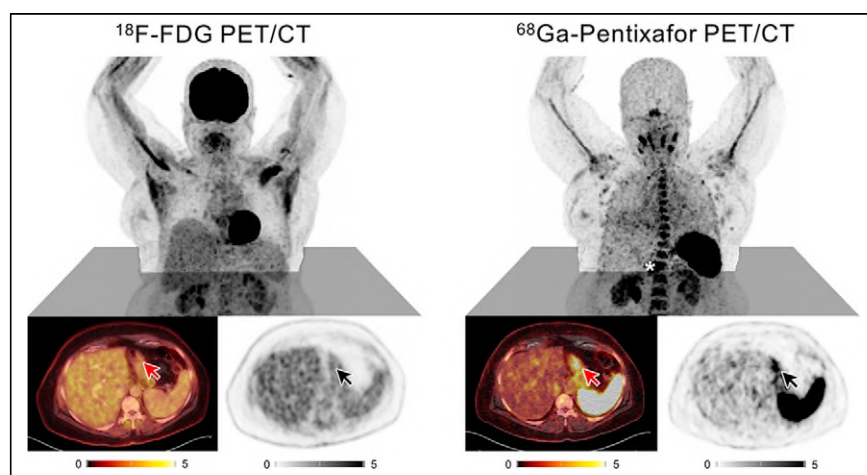 ¹⁸F-FDG PET/CT
⁶⁸Ga-Pentixafor PET/CT
*
0 5 0 5
0 5 0 5